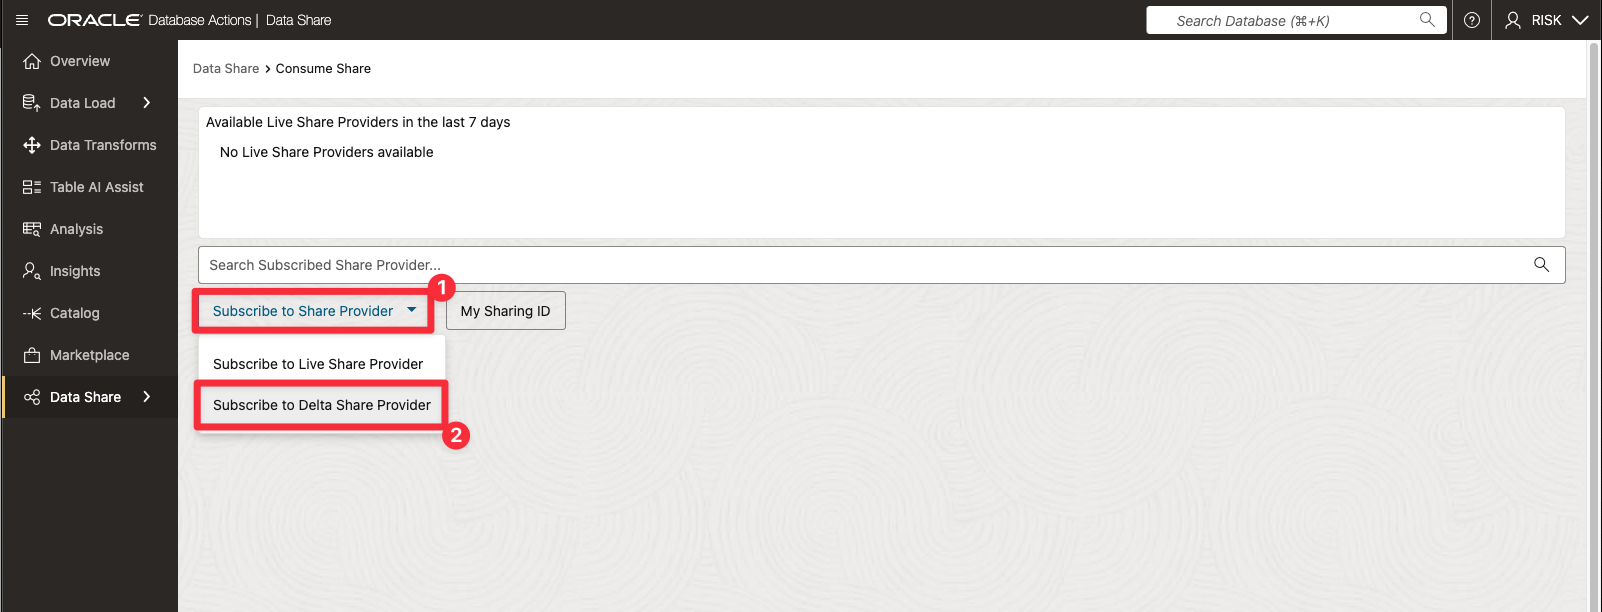 ORACLE Database Actions | Data Share
Search Database (⌘+K)
RISK
Overview
Data Load
Data Transforms
Table AI Assist
Analysis
Insights
Catalog
Marketplace
Data Share
Data Share > Consume Share
Available Live Share Providers in the last 7 days
No Live Share Providers available
Search Subscribed Share Provider...
1
Subscribe to Share Provider
My Sharing ID
Subscribe to Live Share Provider
Subscribe to Delta Share Provider
2